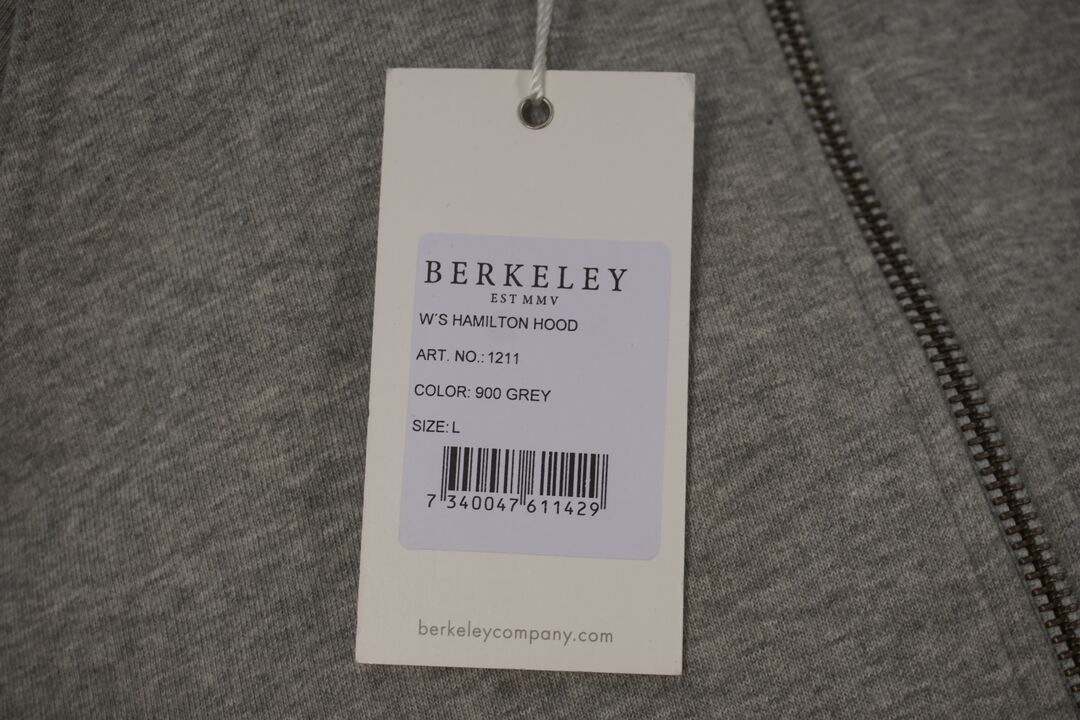 BERKELEY
EST MMV
W´S HAMILTON HOOD
ART. NO.: 1211
COLOR: 900 GREY
SIZE: L
7 340047 611429
berkeleycompany.com